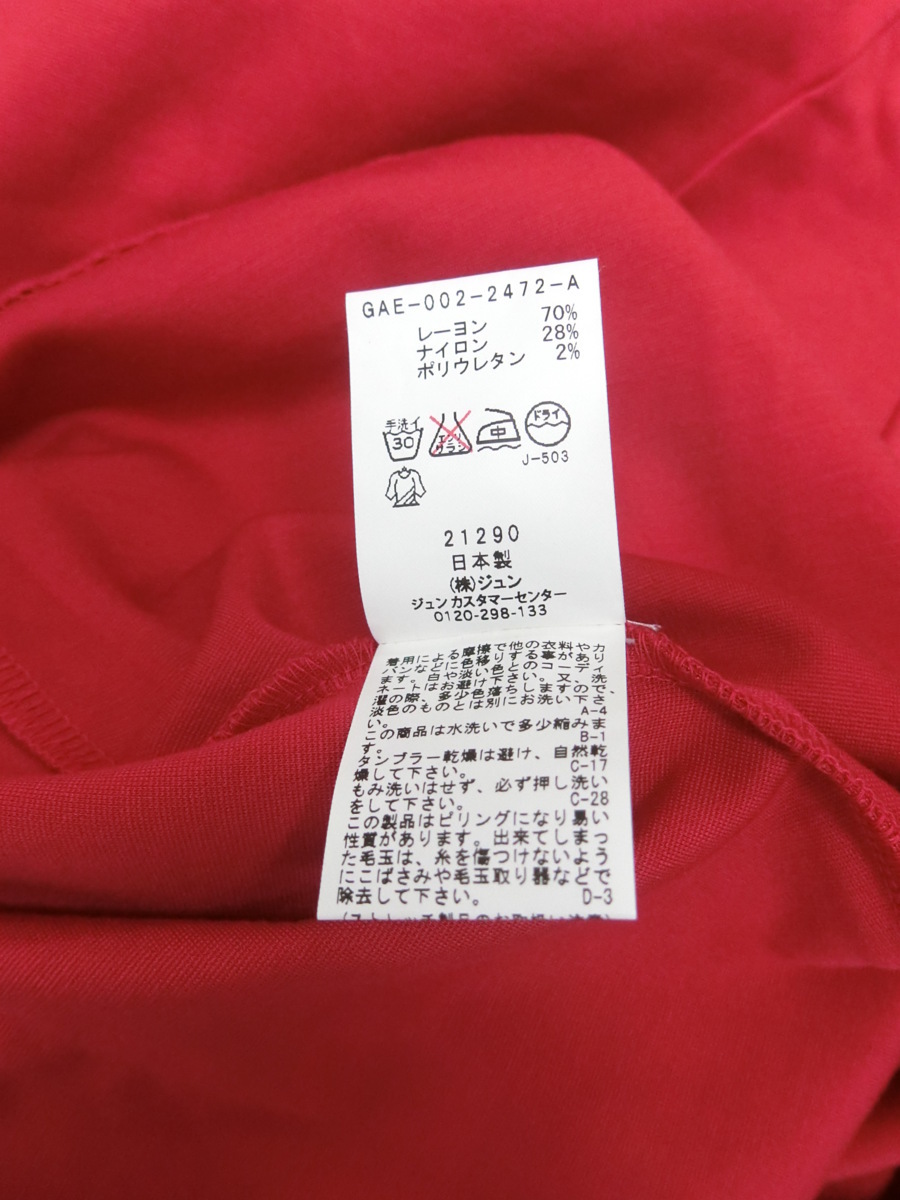 GAE-002-2472-A
レーヨン 70%
ナイロン 28%
ポリウレタン 2%
手洗イ
30
エンソ
サラン
中
ドライ
J-503
21290
日本製
(株)ジュン
ジュン カスタマーセンター
0120-298-133
着用による摩擦で他の衣料やカリ
バンなどに色移りする事があディ
ます。白や淡い色とのコーデ洗
ネートはお避け下さい。又、
濯の際、多少色落ちしますので、
淡色のものとは別にお洗い下さ
い。 A-4
この商品は水洗いで多少縮みま
す。 B-1
タンブラー乾燥は避け、自然乾
燥して下さい。 C-17
もみ洗いはせず、必ず押し洗い
をして下さい。 C-28
この製品はピリングになり易い
性質があります。出来てしまっ
た毛玉は、糸を傷つけないよう
にこばさみや毛玉取り器などで
除去して下さい。 D-3